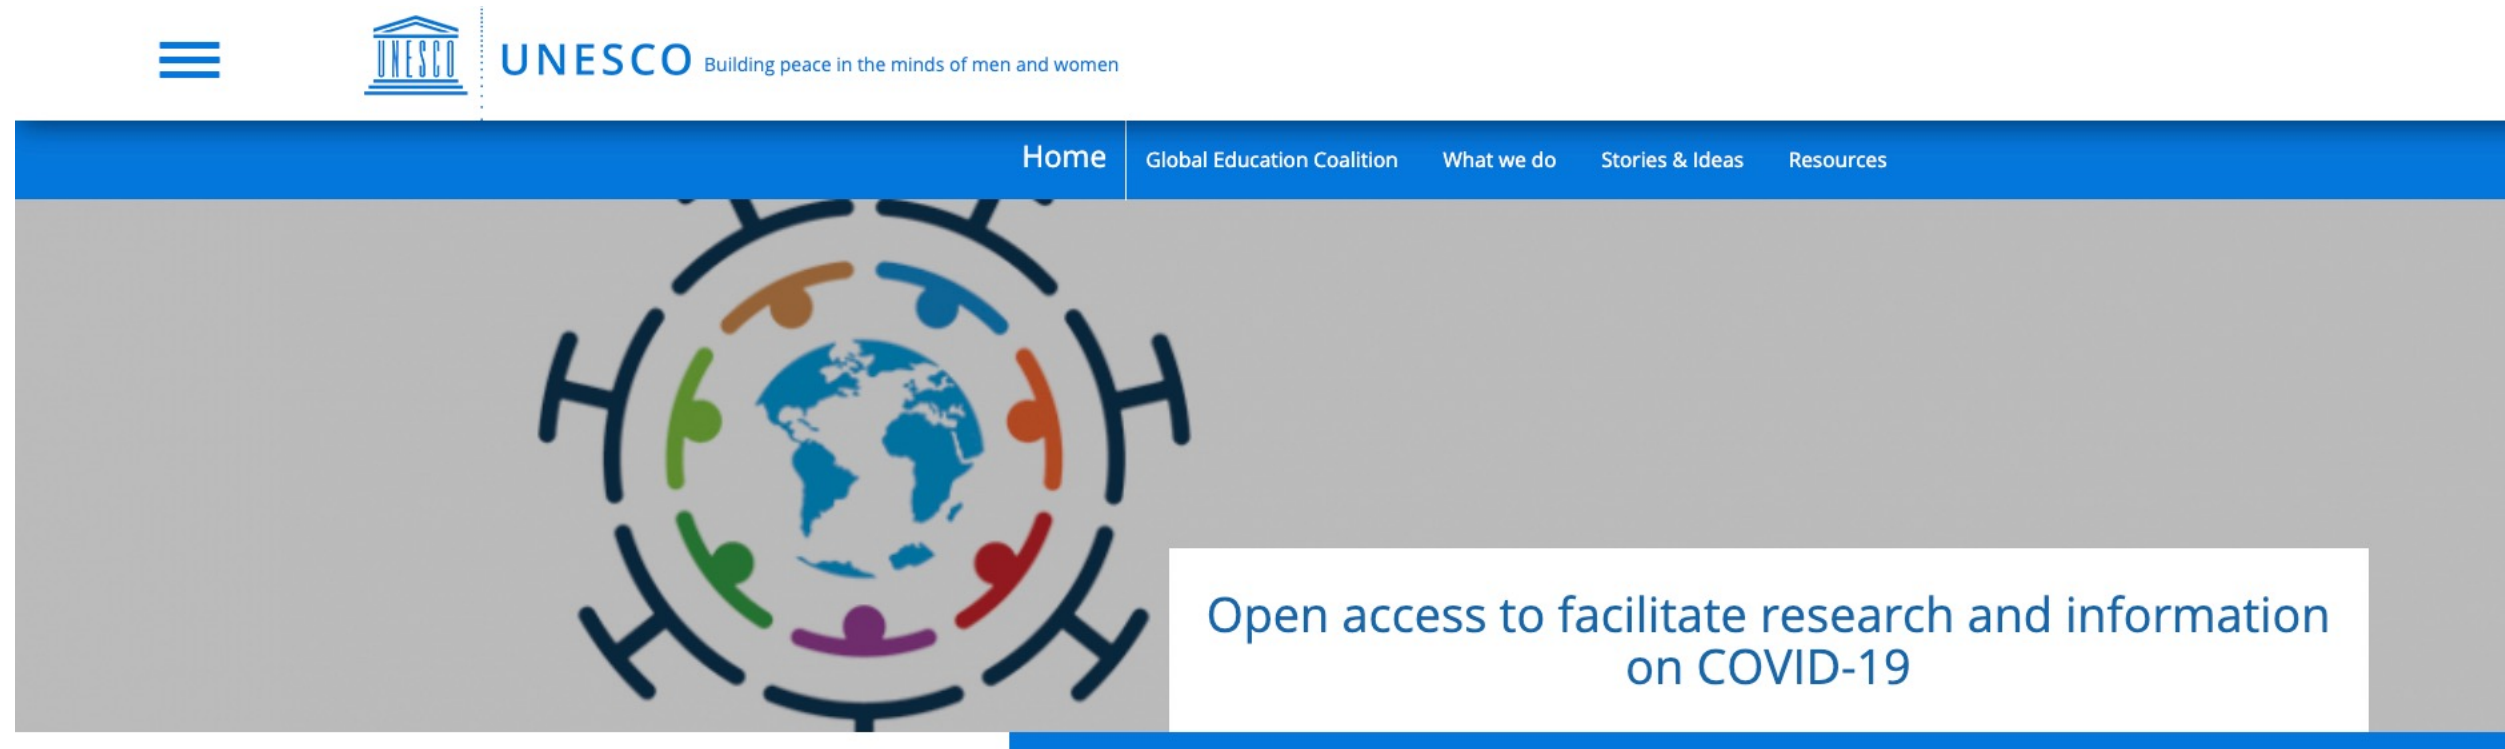 UNESCO
UNESCO Building peace in the minds of men and women
Home Global Education Coalition What we do Stories & Ideas Resources
Open access to facilitate research and information
on COVID-19